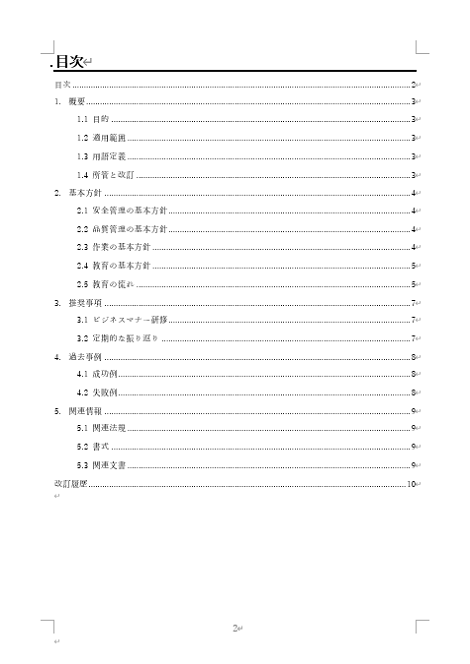 .目次↵
目次 ........ 2↵
1. 概要 ........ 3↵
1.1 目的 ........ 3↵
1.2 適用範囲 ........ 3↵
1.3 用語定義 ........ 3↵
1.4 所管と改訂 ........ 3↵
2. 基本方針 ........ 4↵
2.1 安全管理の基本方針 ........ 4↵
2.2 品質管理の基本方針 ........ 4↵
2.3 作業の基本方針 ........ 4↵
2.4 教育の基本方針 ........ 5↵
2.5 教育の流れ ........ 5↵
3. 推奨事項 ........ 7↵
3.1 ビジネスマナー研修 ........ 7↵
3.2 定期的な振り返り ........ 7↵
4. 過去事例 ........ 8↵
4.1 成功例 ........ 8↵
4.2 失敗例 ........ 8↵
5. 関連情報 ........ 9↵
5.1 関連法規 ........ 9↵
5.2 書式 ........ 9↵
5.3 関連文書 ........ 9↵
改訂履歴 ........ 10↵
↵
2↵
↵